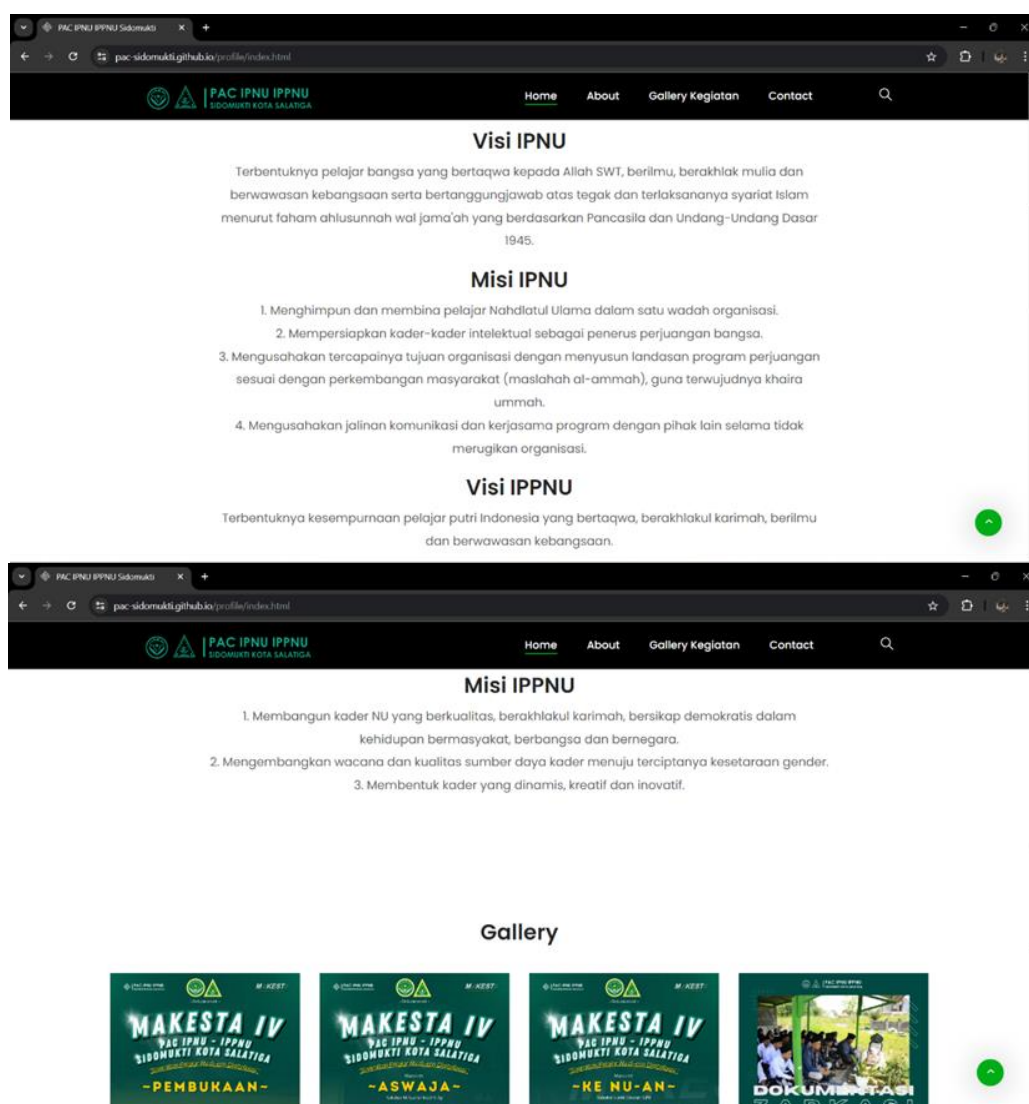 PAC IPNU IPPNU Sidomukti
pac-sidomukti.github.io/profile/index.html
PAC IPNU IPPNU
SIDOMUKTI KOTA SALATIGA
Home About Gallery Kegiatan Contact
Visi IPNU
Terbentuknya pelajar bangsa yang bertaqwa kepada Allah SWT, berilmu, berakhlak mulia dan
berwawasan kebangsaan serta bertanggungjawab atas tegak dan terlaksananya syariat Islam
menurut faham ahlusunnah wal jama'ah yang berdasarkan Pancasila dan Undang-Undang Dasar
1945.
Misi IPNU
1. Menghimpun dan membina pelajar Nahdlatul Ulama dalam satu wadah organisasi.
2. Mempersiapkan kader-kader intelektual sebagai penerus perjuangan bangsa.
3. Mengusahakan tercapainya tujuan organisasi dengan menyusun landasan program perjuangan
sesuai dengan perkembangan masyarakat (maslahah al-ammah), guna terwujudnya khaira
ummah.
4. Mengusahakan jalinan komunikasi dan kerjasama program dengan pihak lain selama tidak
merugikan organisasi.
Visi IPPNU
Terbentuknya kesempurnaan pelajar putri Indonesia yang bertaqwa, berakhlakul karimah, berilmu
dan berwawasan kebangsaan.
PAC IPNU IPPNU Sidomukti
pac-sidomukti.github.io/profile/index.html
PAC IPNU IPPNU
SIDOMUKTI KOTA SALATIGA
Home About Gallery Kegiatan Contact
Misi IPPNU
1. Membangun kader NU yang berkualitas, berakhlakul karimah, bersikap demokratis dalam
kehidupan bermasyakat, berbangsa dan bernegara.
2. Mengembangkan wacana dan kualitas sumber daya kader menuju terciptanya kesetaraan gender.
3. Membentuk kader yang dinamis, kreatif dan inovatif.
Gallery
MAKESTA IV
PAC IPNU - IPPNU
SIDOMUKTI KOTA SALATIGA
~PEMBUKAAN~
MAKESTA IV
PAC IPNU - IPPNU
SIDOMUKTI KOTA SALATIGA
~ASWAJA~
MAKESTA IV
PAC IPNU - IPPNU
SIDOMUKTI KOTA SALATIGA
~KE NU-AN~
DOKUMENTASI